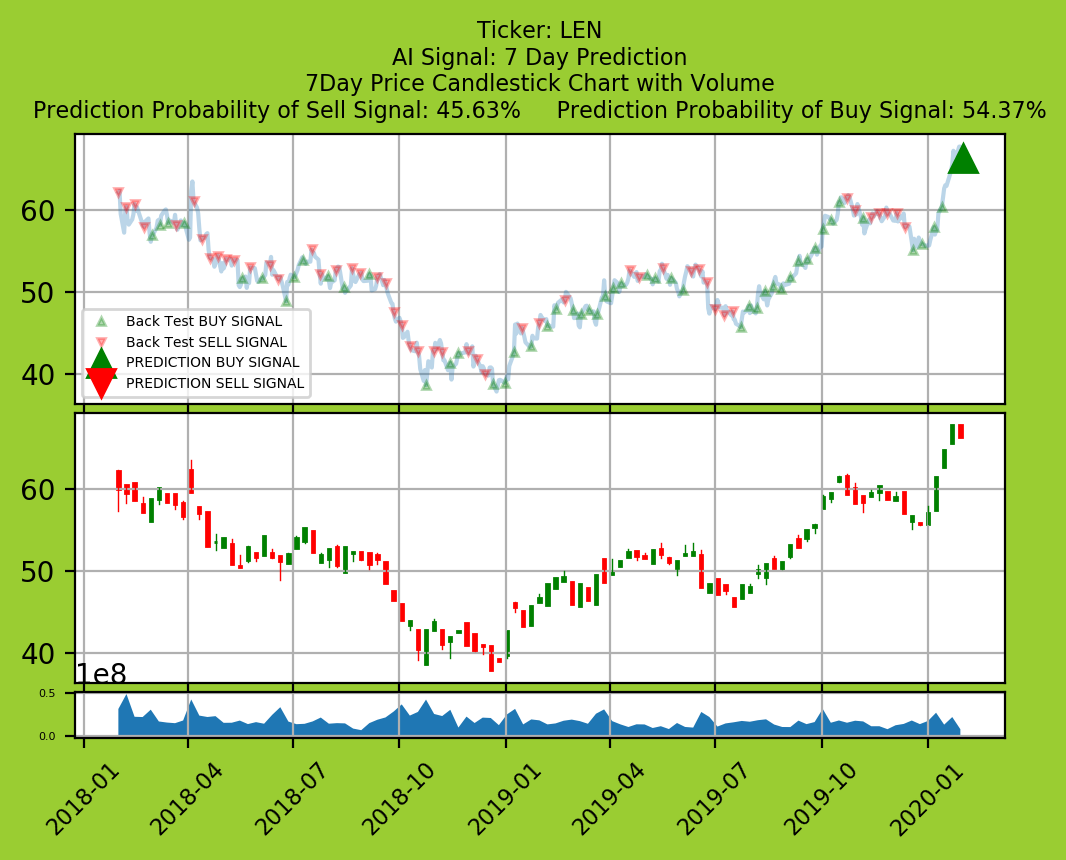 Ticker: LEN
AI Signal: 7 Day Prediction
7Day Price Candlestick Chart with Volume
Prediction Probability of Sell Signal: 45.63%     Prediction Probability of Buy Signal: 54.37%
60
50
40
Back Test BUY SIGNAL
Back Test SELL SIGNAL
PREDICTION BUY SIGNAL
PREDICTION SELL SIGNAL
60
50
40
1e8
0.5
0.0
2018-01 2018-04 2018-07 2018-10 2019-01 2019-04 2019-07 2019-10 2020-01